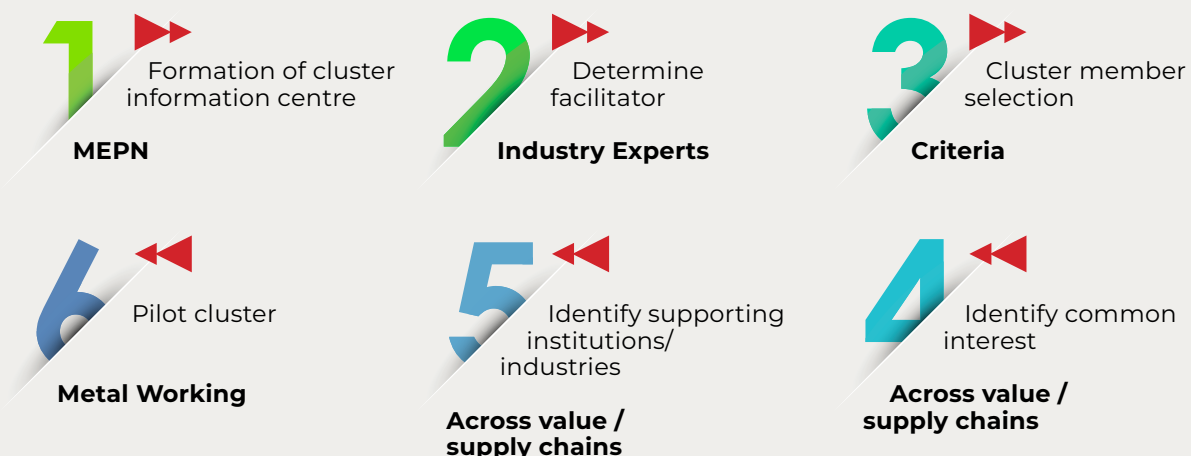 1
Formation of cluster
information centre
MEPN
2
Determine
facilitator
Industry Experts
3
Cluster member
selection
Criteria
6
Pilot cluster
Metal Working
5
Identify supporting
institutions/
industries
Across value /
supply chains
4
Identify common
interest
Across value /
supply chains